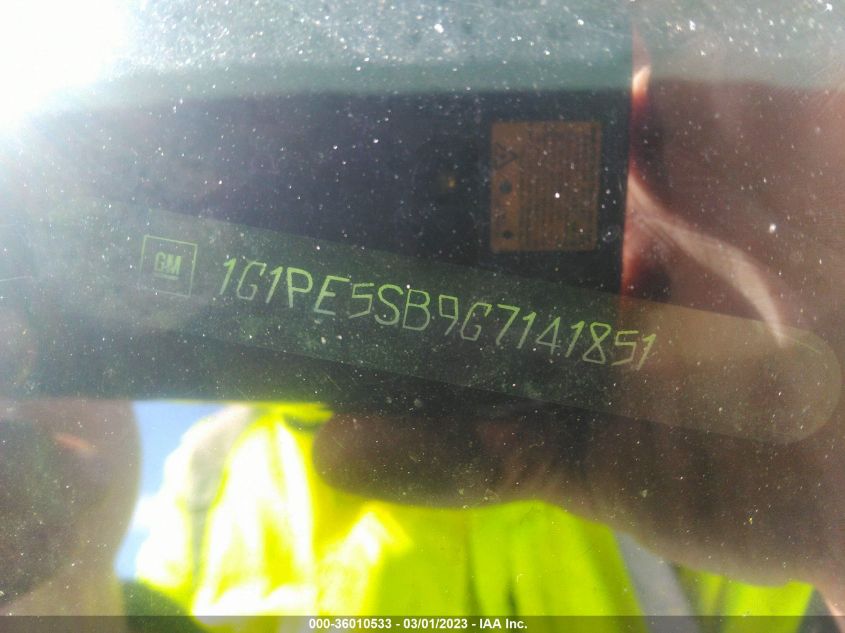 GM
1G1PE5SB9G7141851
000-36010533 - 03/01/2023 - IAA Inc.